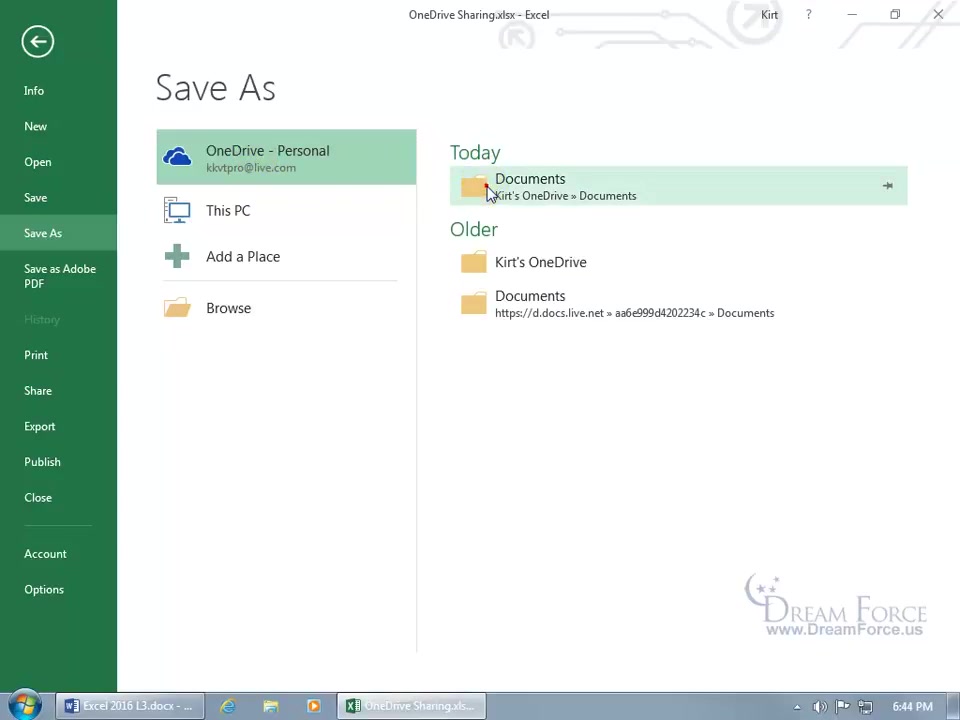 OneDrive Sharing.xlsx - Excel
Kirt
?
Save As
Info
New
Open
Save
Save As
Save as Adobe
PDF
History
Print
Share
Export
Publish
Close
Account
Options
OneDrive - Personal
kkvtpro@live.com
This PC
Add a Place
Browse
Today
Documents
Kirt's OneDrive » Documents
Older
Kirt's OneDrive
Documents
https://d.docs.live.net » aa6e999d4202234c » Documents
DREAM FORCE
www.DreamForce.us
Excel 2016 L3.docx - ...
OneDrive Sharing.xls...
6:44 PM